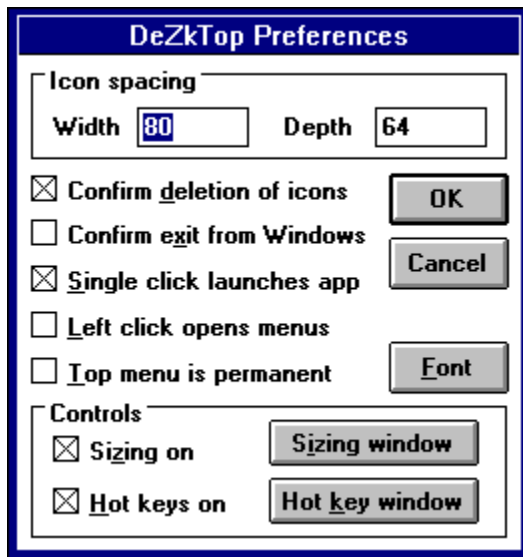 DeZkTop Preferences
Icon spacing
Width 80 Depth 64
Confirm deletion of icons
OK
Confirm exit from Windows
Cancel
Single click launches app
Left click opens menus
Top menu is permanent
Font
Controls
Sizing on Sizing window
Hot keys on Hot key window